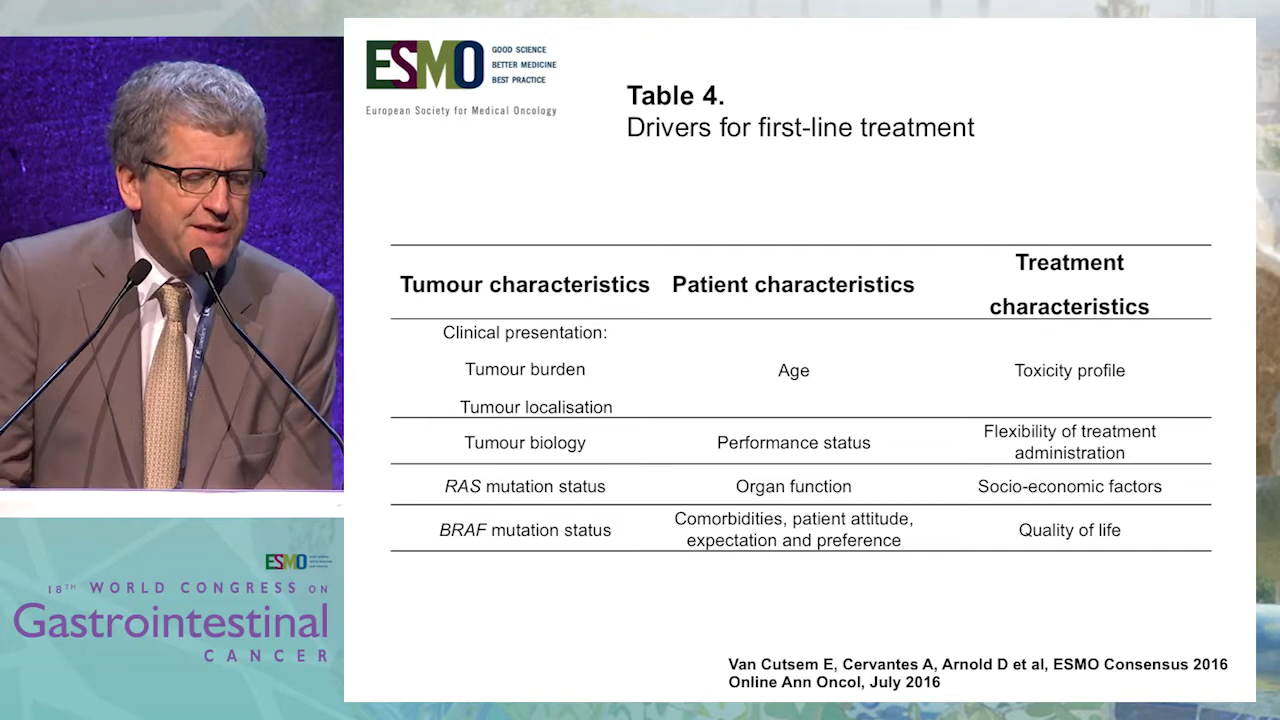 ESMO
GOOD SCIENCE
BETTER MEDICINE
BEST PRACTICE
European Society for Medical Oncology
Table 4.
Drivers for first-line treatment
Tumour characteristics
Patient characteristics
Treatment
characteristics
Clinical presentation:
Tumour burden
Tumour localisation
Age
Toxicity profile
Tumour biology
Performance status
Flexibility of treatment
administration
RAS mutation status
Organ function
Socio-economic factors
BRAF mutation status
Comorbidities, patient attitude,
expectation and preference
Quality of life
Van Cutsem E, Cervantes A, Arnold D et al, ESMO Consensus 2016
Online Ann Oncol, July 2016
ESMO
18TH WORLD CONGRESS ON
Gastrointestinal
CANCER